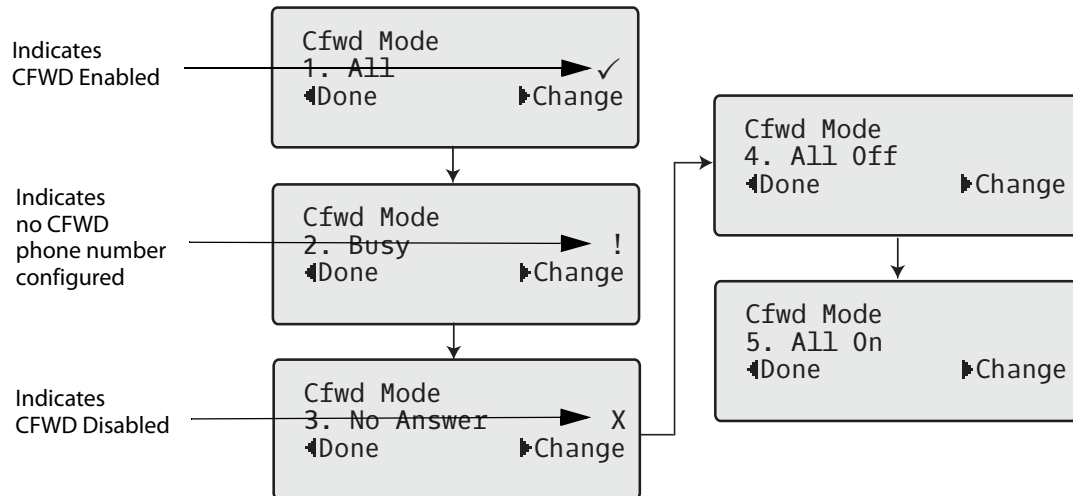 Indicates
CFWD Enabled
Cfwd Mode
1. All ✓
◀Done ▶Change
Indicates
no CFWD
phone number
configured
Cfwd Mode
2. Busy !
◀Done ▶Change
Indicates
CFWD Disabled
Cfwd Mode
3. No Answer X
◀Done ▶Change
Cfwd Mode
4. All Off
◀Done ▶Change
Cfwd Mode
5. All On
◀Done ▶Change